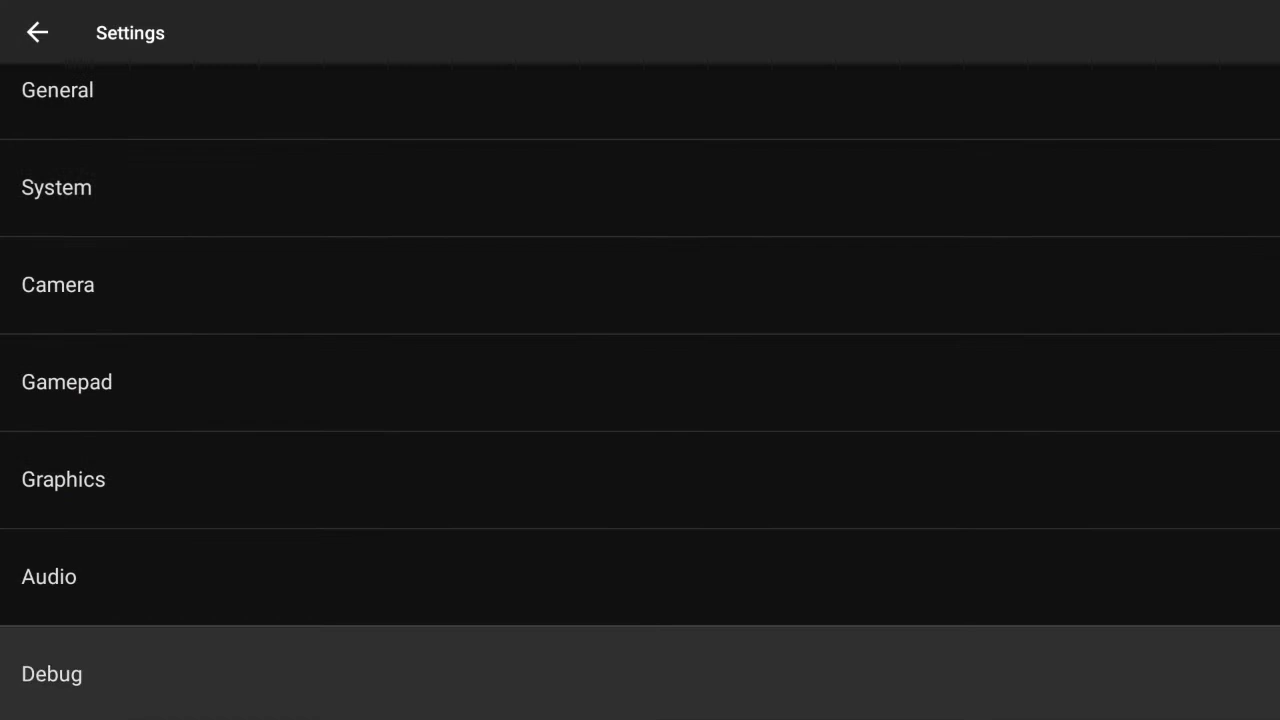 Settings
General
System
Camera
Gamepad
Graphics
Audio
Debug